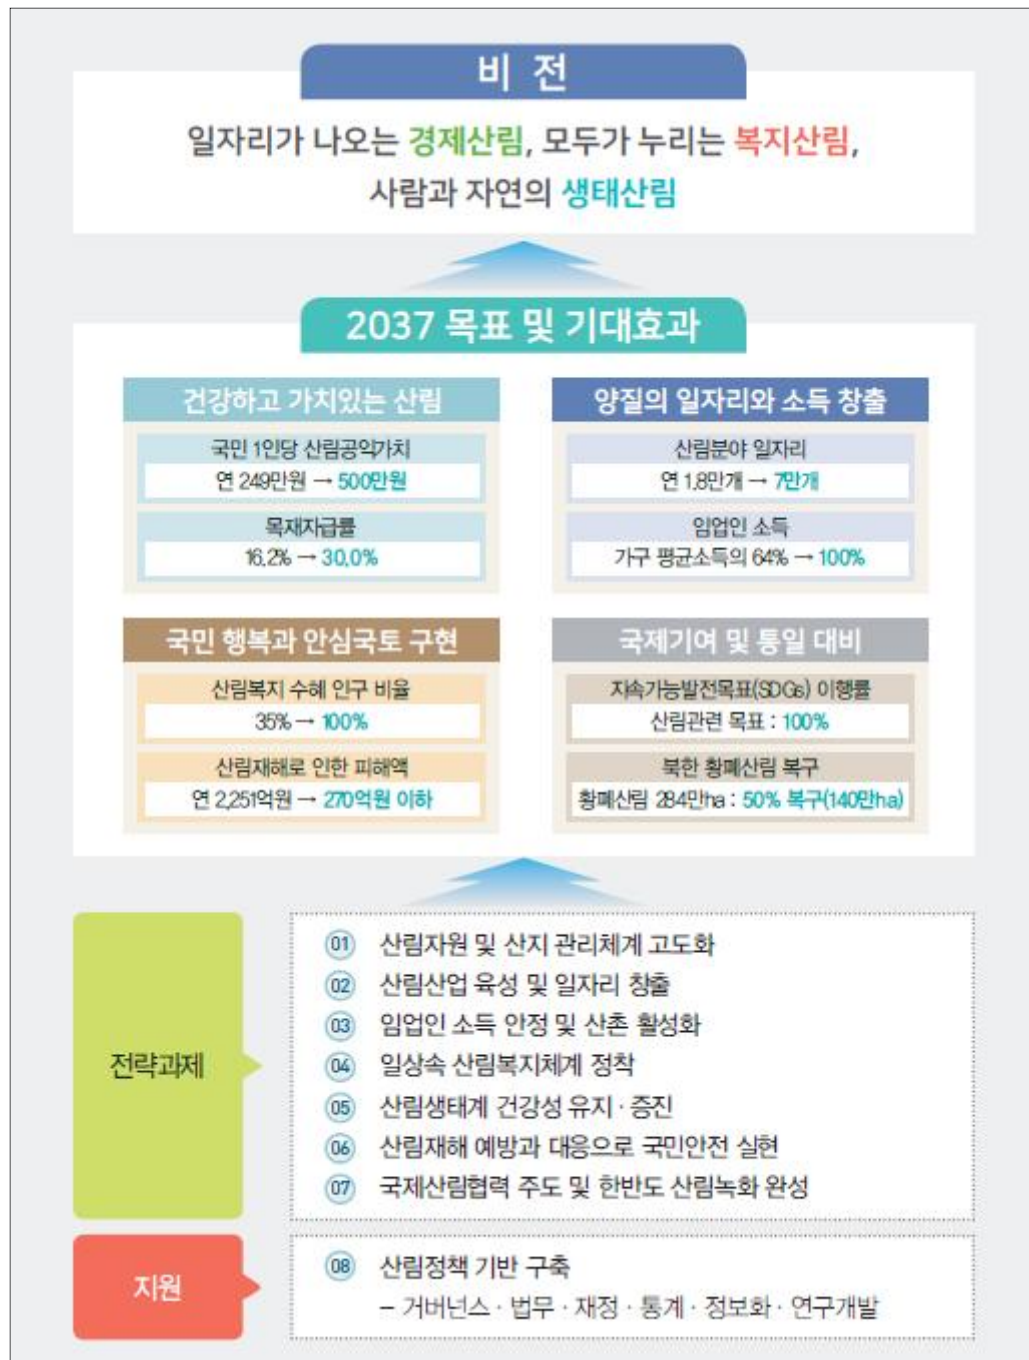 비 전
일자리가 나오는 경제산림, 모두가 누리는 복지산림,
사람과 자연의 생태산림
2037 목표 및 기대효과
건강하고 가치있는 산림
국민 1인당 산림공익가치
연 249만원 → 500만원
목재자급률
16.2% → 30.0%
양질의 일자리와 소득 창출
산림분야 일자리
연 1.8만개 → 7만개
임업인 소득
가구 평균소득의 64% → 100%
국민 행복과 안심국토 구현
산림복지 수혜 인구 비율
35% → 100%
산림재해로 인한 피해액
연 2,251억원 → 270억원 이하
국제기여 및 통일 대비
지속가능발전목표(SDGs) 이행률
산림관련 목표 : 100%
북한 황폐산림 복구
황폐산림 284만ha : 50% 복구(140만ha)
전략과제
01 산림자원 및 산지 관리체계 고도화
02 산림산업 육성 및 일자리 창출
03 임업인 소득 안정 및 산촌 활성화
04 일상속 산림복지체계 정착
05 산림생태계 건강성 유지 · 증진
06 산림재해 예방과 대응으로 국민안전 실현
07 국제산림협력 주도 및 한반도 산림녹화 완성
지원
08 산림정책 기반 구축
– 거버넌스 · 법무 · 재정 · 통계 · 정보화 · 연구개발